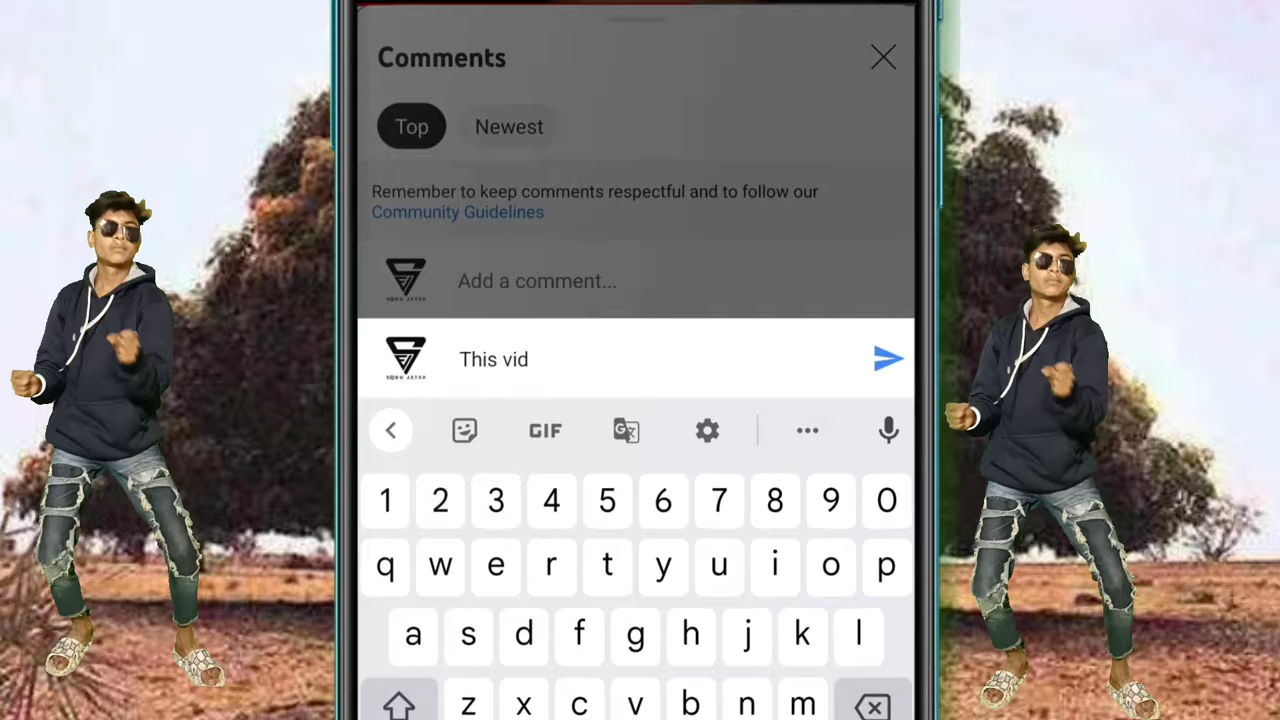 Comments
Top Newest
Remember to keep comments respectful and to follow our
Community Guidelines
Add a comment...
This vid
GIF
1 2 3 4 5 6 7 8 9 0
q w e r t y u i o p
a s d f g h j k l
z x c v b n m